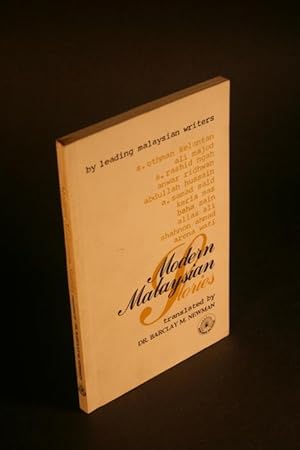 by leading malaysian writers
s. othman kelantan
ali majod
s. rashid ngah
anwar ridhwan
abdullah hussain
a. samad said
keris mas
baha zain
alias ali
shahnon ahmad
arena wati
Modern
Malaysian
Stories
translated by
DR. BARCLAY M. NEWMAN